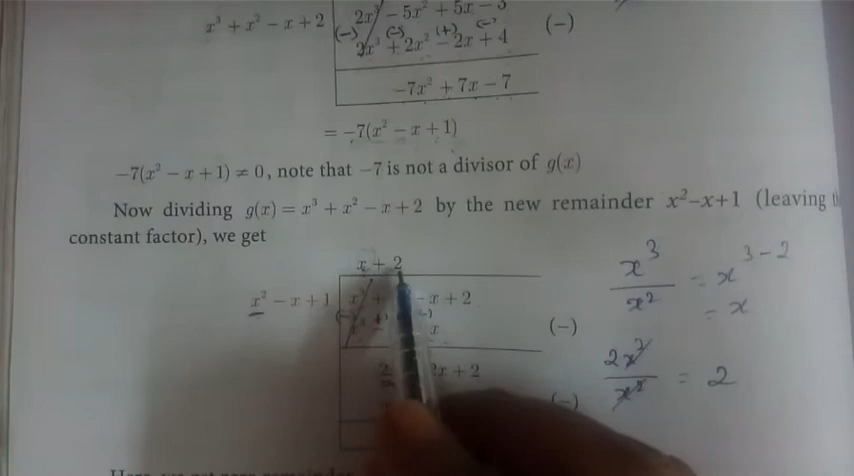 x³ + x² − x + 2
2x³ − 5x² + 5x − 3
(−) (−) (+) (−)
2x³ + 2x² − 2x + 4
(−)
−7x² + 7x − 7
= −7(x² − x + 1)
−7(x² − x + 1) ≠ 0, note that −7 is not a divisor of g(x)
Now dividing g(x) = x³ + x² − x + 2 by the new remainder x²−x+1 (leaving
constant factor), we get
x + 2
x² − x + 1
− x + 2
(−)
x
(−)
x + 2
(−)
x³/x² = x³⁻²
= x
2x²/x² = 2